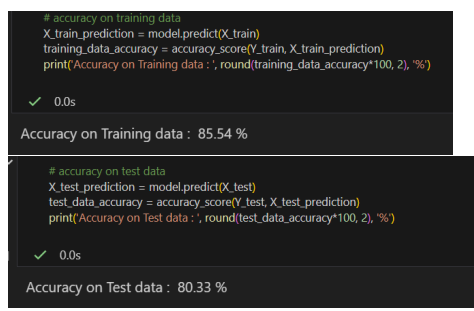 # accuracy on training data
X_train_prediction = model.predict(X_train)
training_data_accuracy = accuracy_score(Y_train, X_train_prediction)
print('Accuracy on Training data : ', round(training_data_accuracy*100, 2), '%')
✓ 0.0s
Accuracy on Training data : 85.54 %
# accuracy on test data
X_test_prediction = model.predict(X_test)
test_data_accuracy = accuracy_score(Y_test, X_test_prediction)
print('Accuracy on Test data : ', round(test_data_accuracy*100, 2), '%')
✓ 0.0s
Accuracy on Test data : 80.33 %